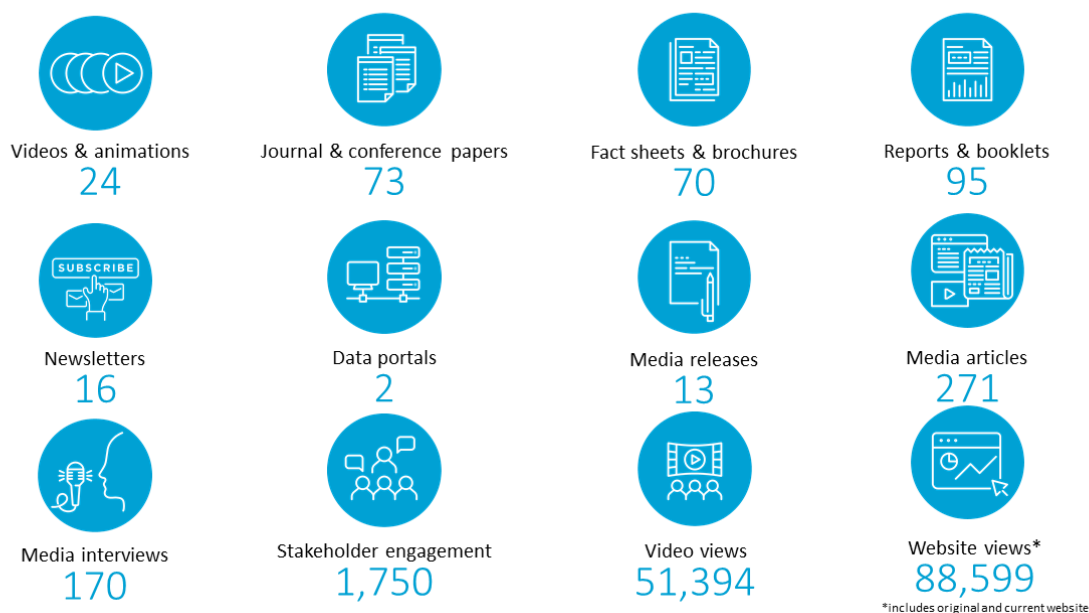 Videos & animations
24
Journal & conference papers
73
Fact sheets & brochures
70
Reports & booklets
95
SUBSCRIBE
Newsletters
16
Data portals
2
Media releases
13
Media articles
271
Media interviews
170
Stakeholder engagement
1,750
Video views
51,394
Website views*
88,599
*includes original and current website